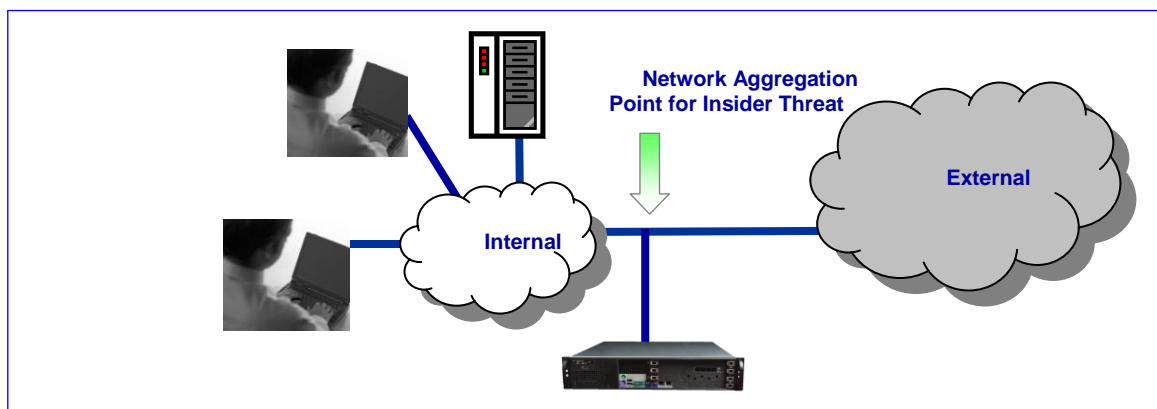 Network Aggregation
Point for Insider Threat
External
Internal